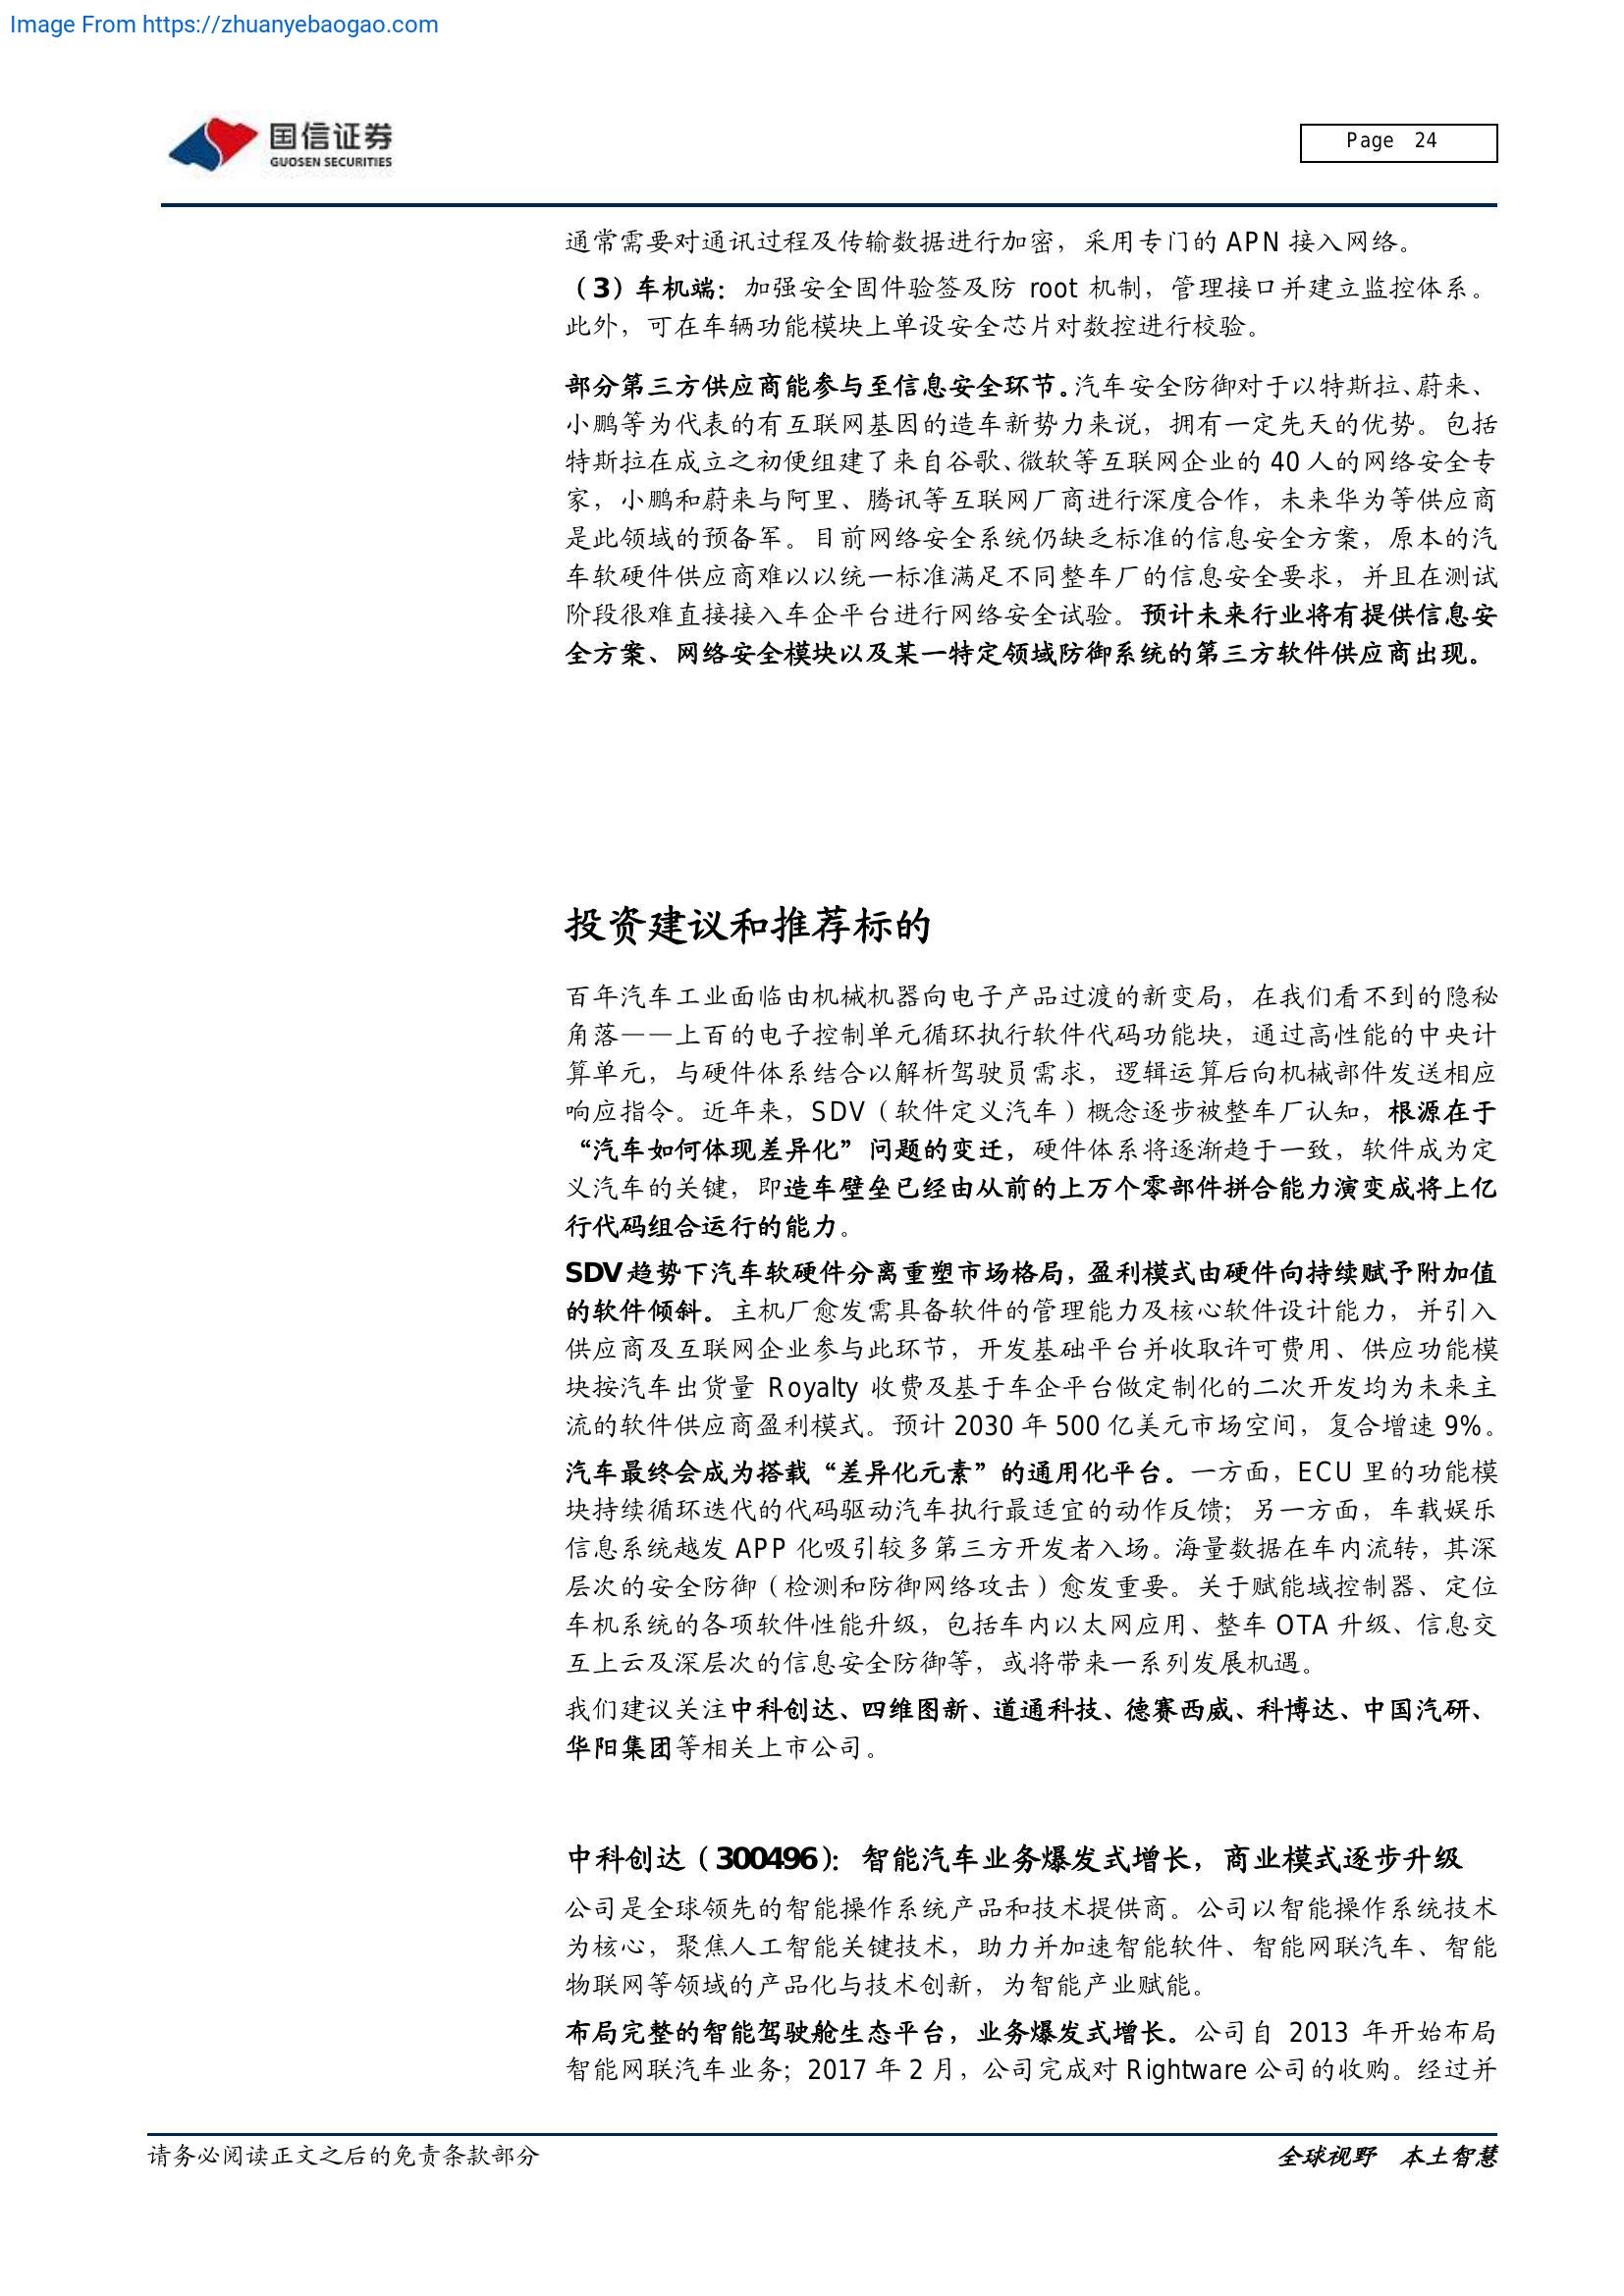 Image From https://zhuanyebaogao.com
国信证券
GUOSEN SECURITIES
Page 24
通常需要对通讯过程及传输数据进行加密，采用专门的 APN 接入网络。
（3）车机端：加强安全固件验签及防 root 机制，管理接口并建立监控体系。
此外，可在车辆功能模块上单设安全芯片对数控进行校验。
部分第三方供应商能参与至信息安全环节。汽车安全防御对于以特斯拉、蔚来、
小鹏等为代表的有互联网基因的造车新势力来说，拥有一定先天的优势。包括
特斯拉在成立之初便组建了来自谷歌、微软等互联网企业的 40 人的网络安全专
家，小鹏和蔚来与阿里、腾讯等互联网厂商进行深度合作，未来华为等供应商
是此领域的预备军。目前网络安全系统仍缺乏标准的信息安全方案，原本的汽
车软硬件供应商难以以统一标准满足不同整车厂的信息安全要求，并且在测试
阶段很难直接接入车企平台进行网络安全试验。预计未来行业将有提供信息安
全方案、网络安全模块以及某一特定领域防御系统的第三方软件供应商出现。
投资建议和推荐标的
百年汽车工业面临由机械机器向电子产品过渡的新变局，在我们看不到的隐秘
角落——上百的电子控制单元循环执行软件代码功能块，通过高性能的中央计
算单元，与硬件体系结合以解析驾驶员需求，逻辑运算后向机械部件发送相应
响应指令。近年来，SDV（软件定义汽车）概念逐步被整车厂认知，根源在于
“汽车如何体现差异化”问题的变迁，硬件体系将逐渐趋于一致，软件成为定
义汽车的关键，即造车壁垒已经由从前的上万个零部件拼合能力演变成将上亿
行代码组合运行的能力。
SDV 趋势下汽车软硬件分离重塑市场格局，盈利模式由硬件向持续赋予附加值
的软件倾斜。主机厂愈发需具备软件的管理能力及核心软件设计能力，并引入
供应商及互联网企业参与此环节，开发基础平台并收取许可费用、供应功能模
块按汽车出货量 Royalty 收费及基于车企平台做定制化的二次开发均为未来主
流的软件供应商盈利模式。预计 2030 年 500 亿美元市场空间，复合增速 9%。
汽车最终会成为搭载“差异化元素”的通用化平台。一方面，ECU 里的功能模
块持续循环迭代的代码驱动汽车执行最适宜的动作反馈；另一方面，车载娱乐
信息系统越发 APP 化吸引较多第三方开发者入场。海量数据在车内流转，其深
层次的安全防御（检测和防御网络攻击）愈发重要。关于赋能域控制器、定位
车机系统的各项软件性能升级，包括车内以太网应用、整车 OTA 升级、信息交
互上云及深层次的信息安全防御等，或将带来一系列发展机遇。
我们建议关注中科创达、四维图新、道通科技、德赛西威、科博达、中国汽研、
华阳集团等相关上市公司。
中科创达（300496）：智能汽车业务爆发式增长，商业模式逐步升级
公司是全球领先的智能操作系统产品和技术提供商。公司以智能操作系统技术
为核心，聚焦人工智能关键技术，助力并加速智能软件、智能网联汽车、智能
物联网等领域的产品化与技术创新，为智能产业赋能。
布局完整的智能驾驶舱生态平台，业务爆发式增长。公司自 2013 年开始布局
智能网联汽车业务；2017 年 2 月，公司完成对 Rightware 公司的收购。经过并
请务必阅读正文之后的免责条款部分
全球视野 本土智慧